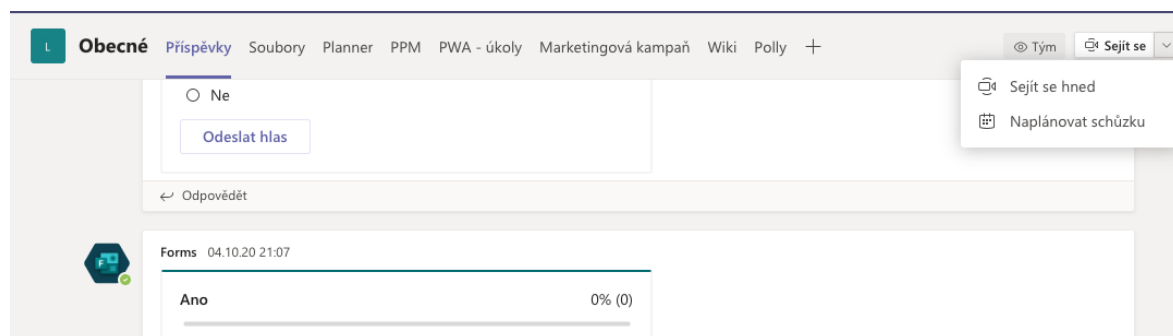 L Obecné Příspěvky Soubory Planner PPM PWA - úkoly Marketingová kampaň Wiki Polly Tým Sejít se
Sejít se hned
Naplánovat schůzku
Ne
Odeslat hlas
Odpovědět
Forms 04.10.20 21:07
F
Ano 0% (0)